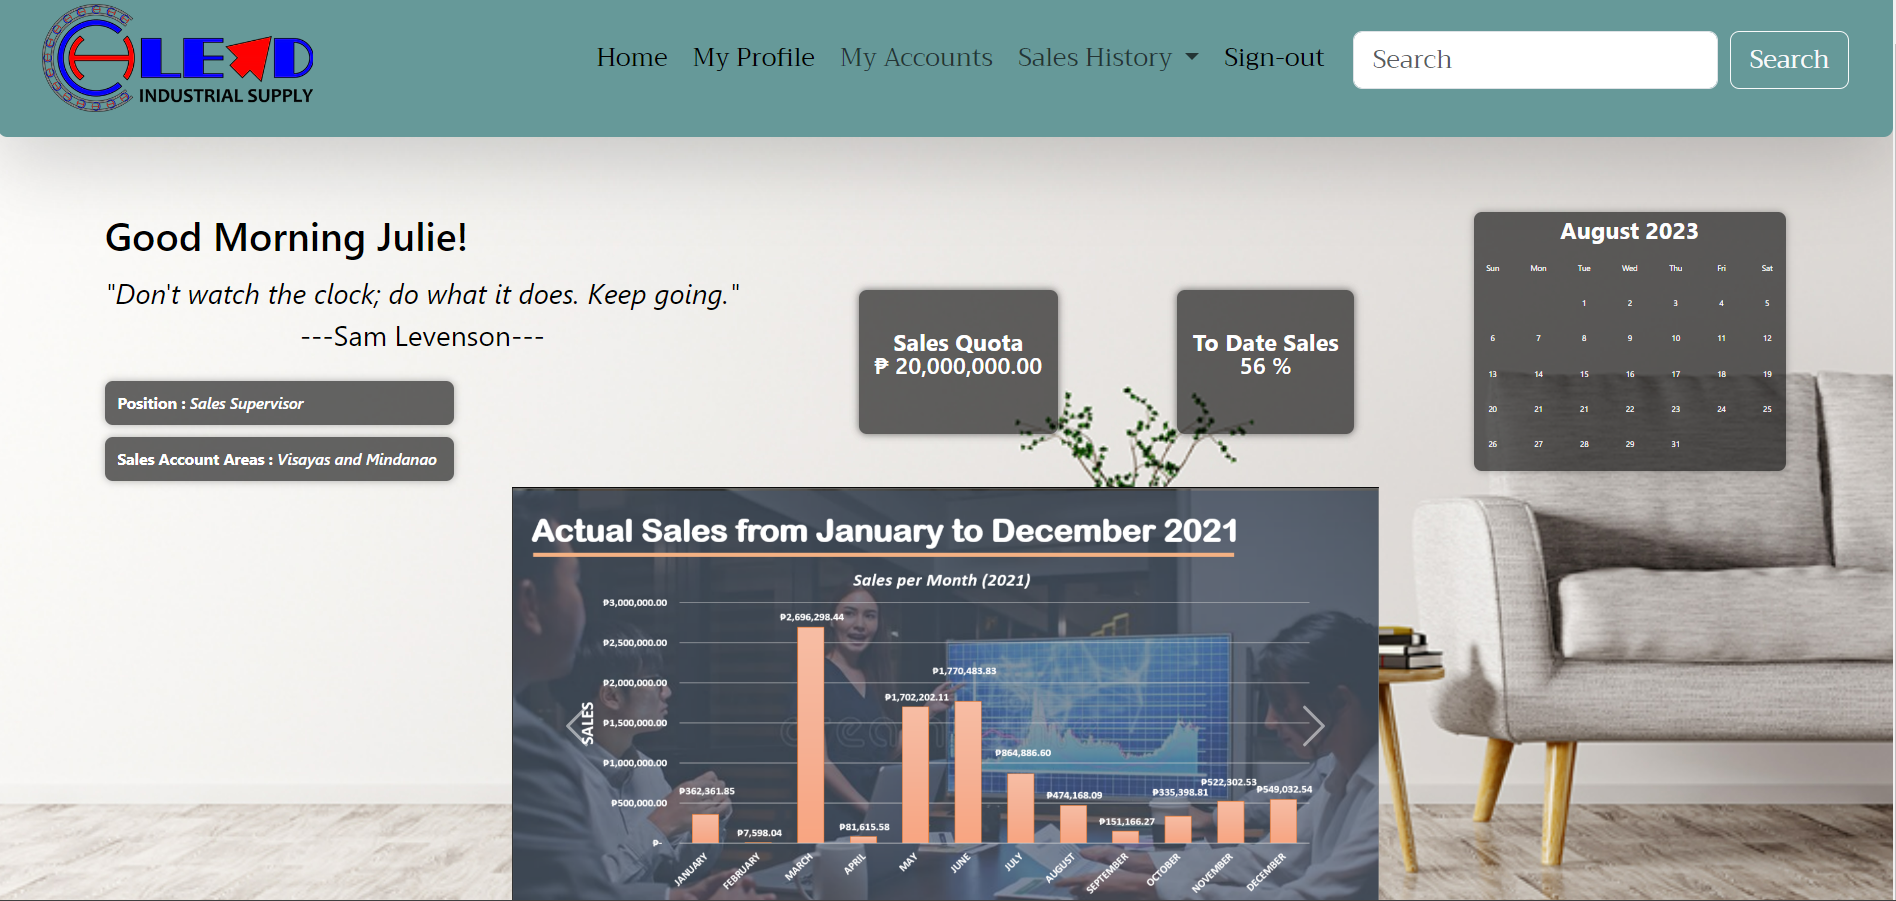 LEAD
INDUSTRIAL SUPPLY
Home My Profile My Accounts Sales History Sign-out Search Search
Good Morning Julie!
"Don't watch the clock; do what it does. Keep going."
---Sam Levenson---
Position : Sales Supervisor
Sales Account Areas : Visayas and Mindanao
Sales Quota
₱ 20,000,000.00
To Date Sales
56 %
August 2023
Sun Mon Tue Wed Thu Fri Sat
1 2 3 4 5
6 7 8 9 10 11 12
13 14 15 16 17 18 19
20 21 21 22 23 24 25
26 27 28 29 31
Actual Sales from January to December 2021
Sales per Month (2021)
SALES
₱3,000,000.00
₱2,500,000.00
₱2,000,000.00
₱1,500,000.00
₱1,000,000.00
₱500,000.00
₱-
₱362,361.85
₱7,598.04
₱2,696,298.44
₱81,615.58
₱1,702,202.11
₱1,770,483.83
₱864,886.60
₱474,168.09
₱151,166.27
₱335,398.81
₱522,302.53
₱549,032.54
JANUARY FEBRUARY MARCH APRIL MAY JUNE JULY AUGUST SEPTEMBER OCTOBER NOVEMBER DECEMBER